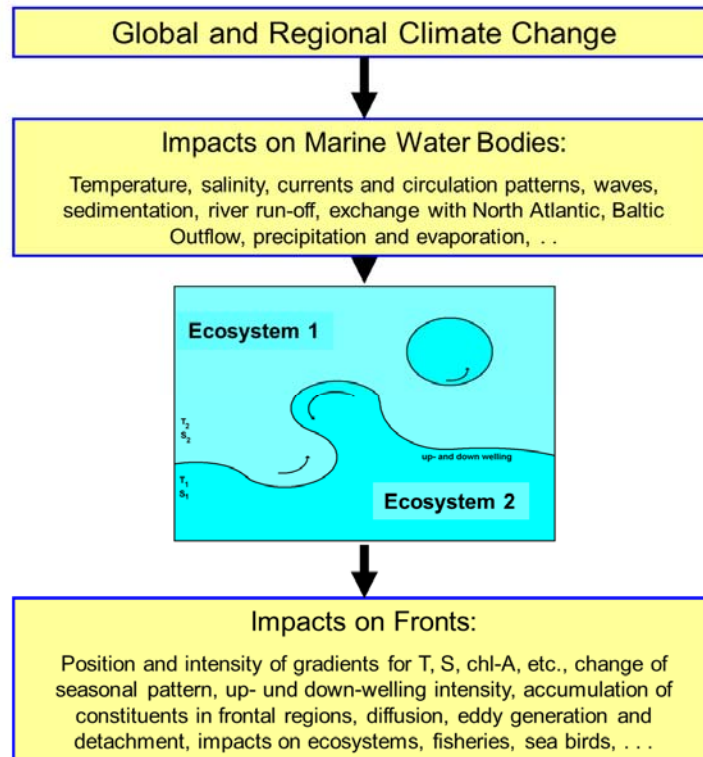 Global and Regional Climate Change
Impacts on Marine Water Bodies:
Temperature, salinity, currents and circulation patterns, waves,
sedimentation, river run-off, exchange with North Atlantic, Baltic
Outflow, precipitation and evaporation, . .
Ecosystem 1
T2
S2
up- and down welling
T1
S1
Ecosystem 2
Impacts on Fronts:
Position and intensity of gradients for T, S, chl-A, etc., change of
seasonal pattern, up- und down-welling intensity, accumulation of
constituents in frontal regions, diffusion, eddy generation and
detachment, impacts on ecosystems, fisheries, sea birds, . . .